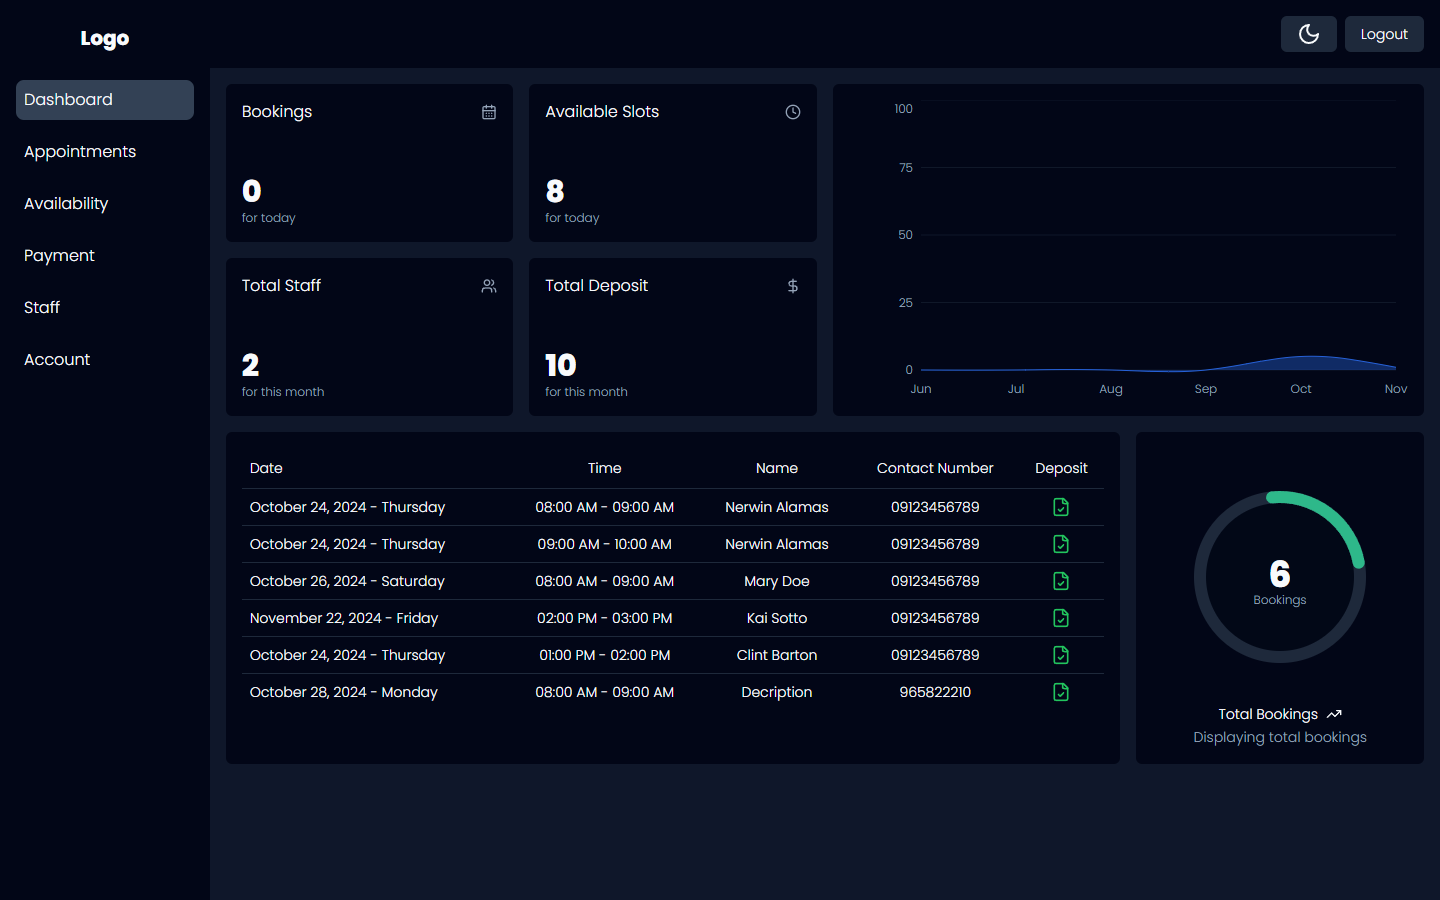 Logo
Logout
Dashboard
Appointments
Availability
Payment
Staff
Account
Bookings
0
for today
Available Slots
8
for today
Total Staff
2
for this month
Total Deposit
10
for this month
100
75
50
25
0
Jun Jul Aug Sep Oct Nov
Date Time Name Contact Number Deposit
October 24, 2024 - Thursday 08:00 AM - 09:00 AM Nerwin Alamas 09123456789
October 24, 2024 - Thursday 09:00 AM - 10:00 AM Nerwin Alamas 09123456789
October 26, 2024 - Saturday 08:00 AM - 09:00 AM Mary Doe 09123456789
November 22, 2024 - Friday 02:00 PM - 03:00 PM Kai Sotto 09123456789
October 24, 2024 - Thursday 01:00 PM - 02:00 PM Clint Barton 09123456789
October 28, 2024 - Monday 08:00 AM - 09:00 AM Decription 965822210
6
Bookings
Total Bookings
Displaying total bookings